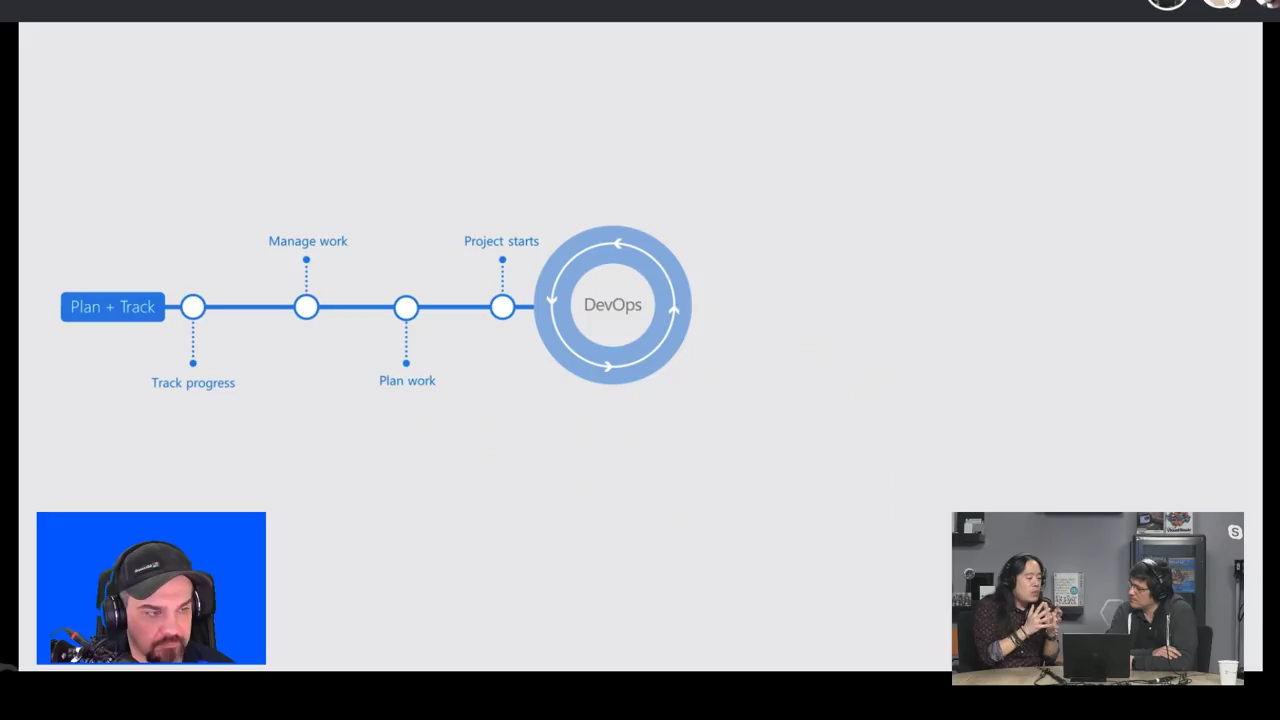 Manage work
Project starts
Plan + Track
DevOps
Track progress
Plan work